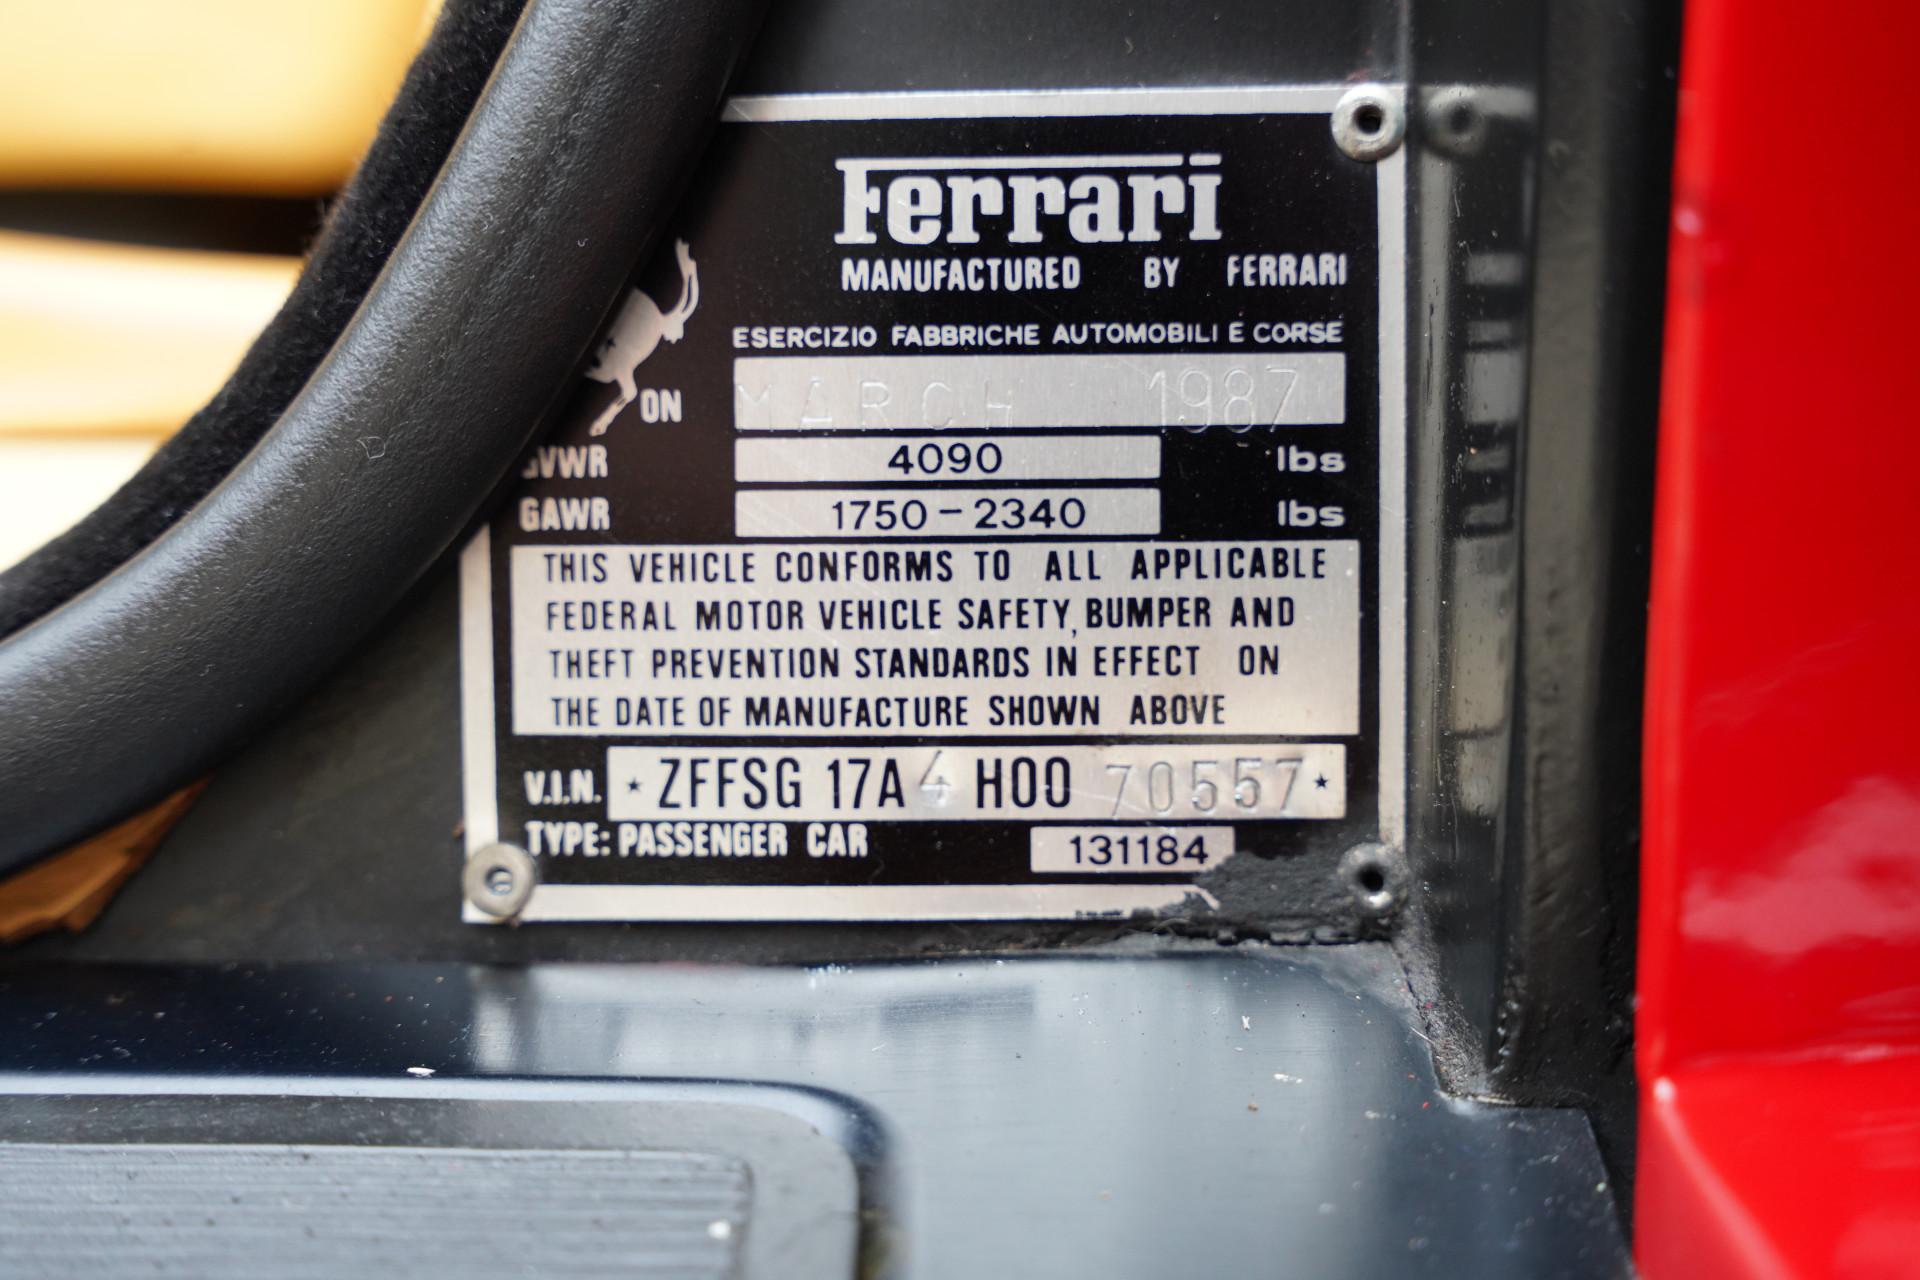 Ferrari
MANUFACTURED BY FERRARI
ESERCIZIO FABBRICHE AUTOMOBILI E CORSE
ON MARCH 1987
GVWR 4090 lbs
GAWR 1750-2340 lbs
THIS VEHICLE CONFORMS TO ALL APPLICABLE
FEDERAL MOTOR VEHICLE SAFETY, BUMPER AND
THEFT PREVENTION STANDARDS IN EFFECT ON
THE DATE OF MANUFACTURE SHOWN ABOVE
V.I.N. * ZFFSG 17A 4 H00 70557 *
TYPE: PASSENGER CAR 131184